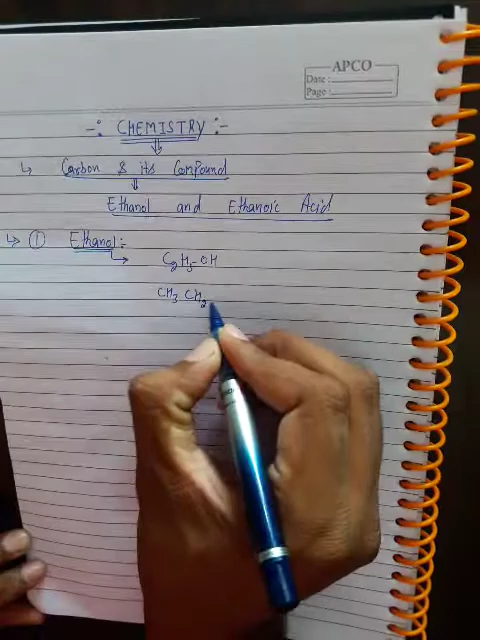 APCO
Date :
Page :
-: CHEMISTRY :-
Carbon & its Compound
Ethanol and Ethanoic Acid
① Ethanol :-
C₂H₅-OH
CH₃ CH₂